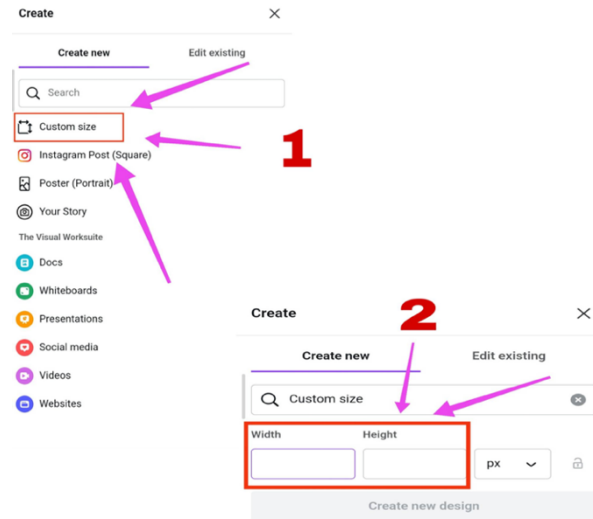 Create
Create new Edit existing
Search
Custom size
Instagram Post (Square)
Poster (Portrait)
Your Story
The Visual Worksuite
Docs
Whiteboards
Presentations
Social media
Videos
Websites
1
2
Create
Create new Edit existing
Custom size
Width Height
px
Create new design